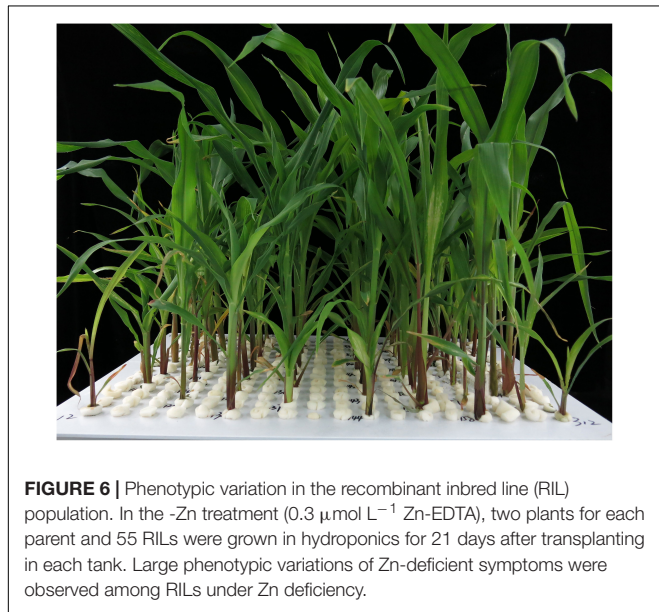 312
FIGURE 6 | Phenotypic variation in the recombinant inbred line (RIL)
population. In the -Zn treatment (0.3 μmol L⁻¹ Zn-EDTA), two plants for each
parent and 55 RILs were grown in hydroponics for 21 days after transplanting
in each tank. Large phenotypic variations of Zn-deficient symptoms were
observed among RILs under Zn deficiency.